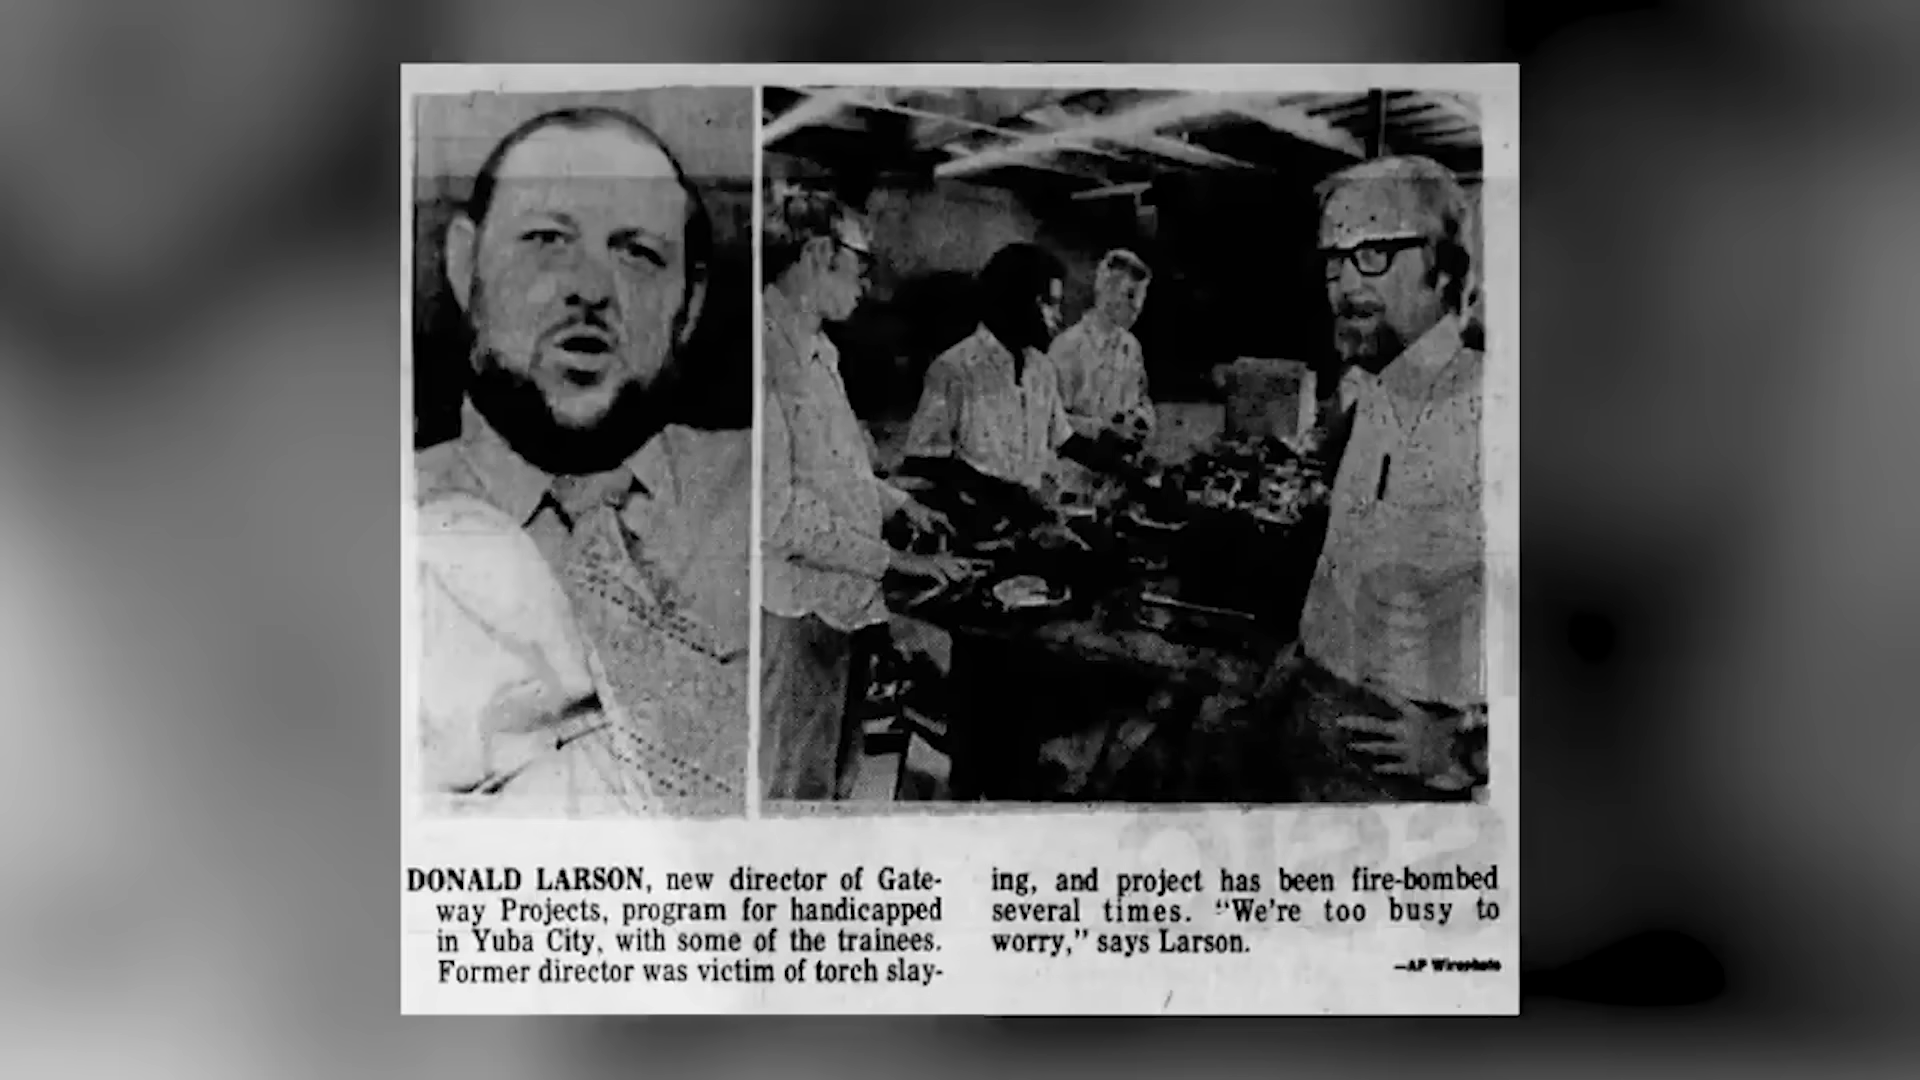 DONALD LARSON, new director of Gate-
way Projects, program for handicapped
in Yuba City, with some of the trainees.
Former director was victim of torch slay-
ing, and project has been fire-bombed
several times. "We're too busy to
worry," says Larson.
—AP Wirephoto